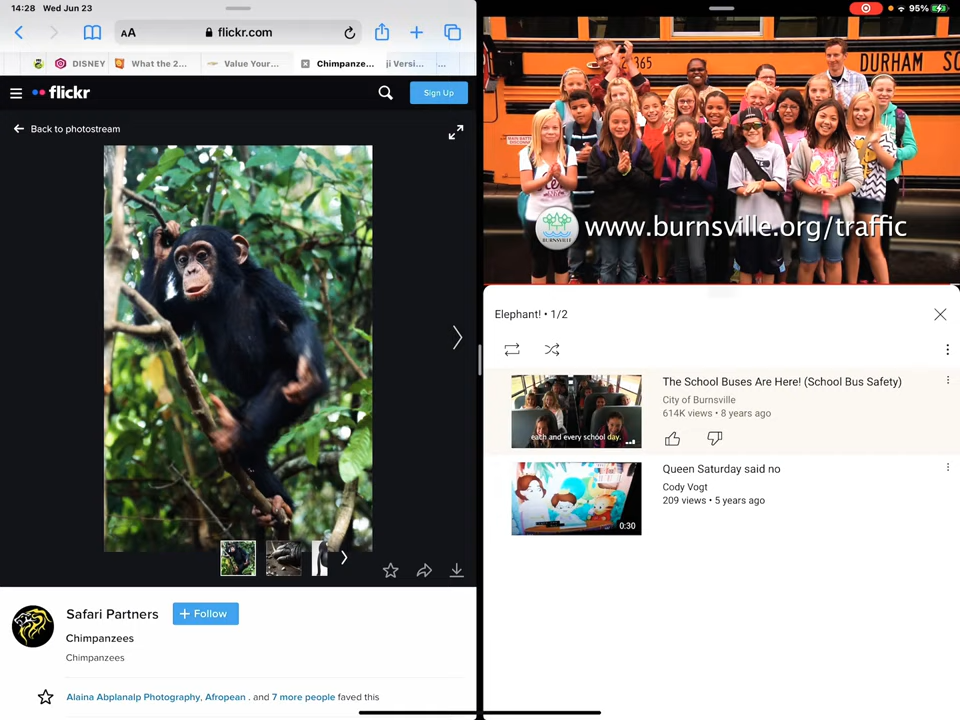 14:28 Wed Jun 23
95%
AA flickr.com
DISNEY
What the 2...
Value Your...
Chimpanze...
ji Versi...
...
flickr
Sign Up
Back to photostream
Safari Partners
+ Follow
Chimpanzees
Chimpanzees
Alaina Abplanalp Photography, Afropean . and 7 more people faved this
DURHAM SC
www.burnsville.org/traffic
BURNSVILLE
Elephant! • 1/2
each and every school day.
The School Buses Are Here! (School Bus Safety)
City of Burnsville
614K views • 8 years ago
0:30
Queen Saturday said no
Cody Vogt
209 views • 5 years ago